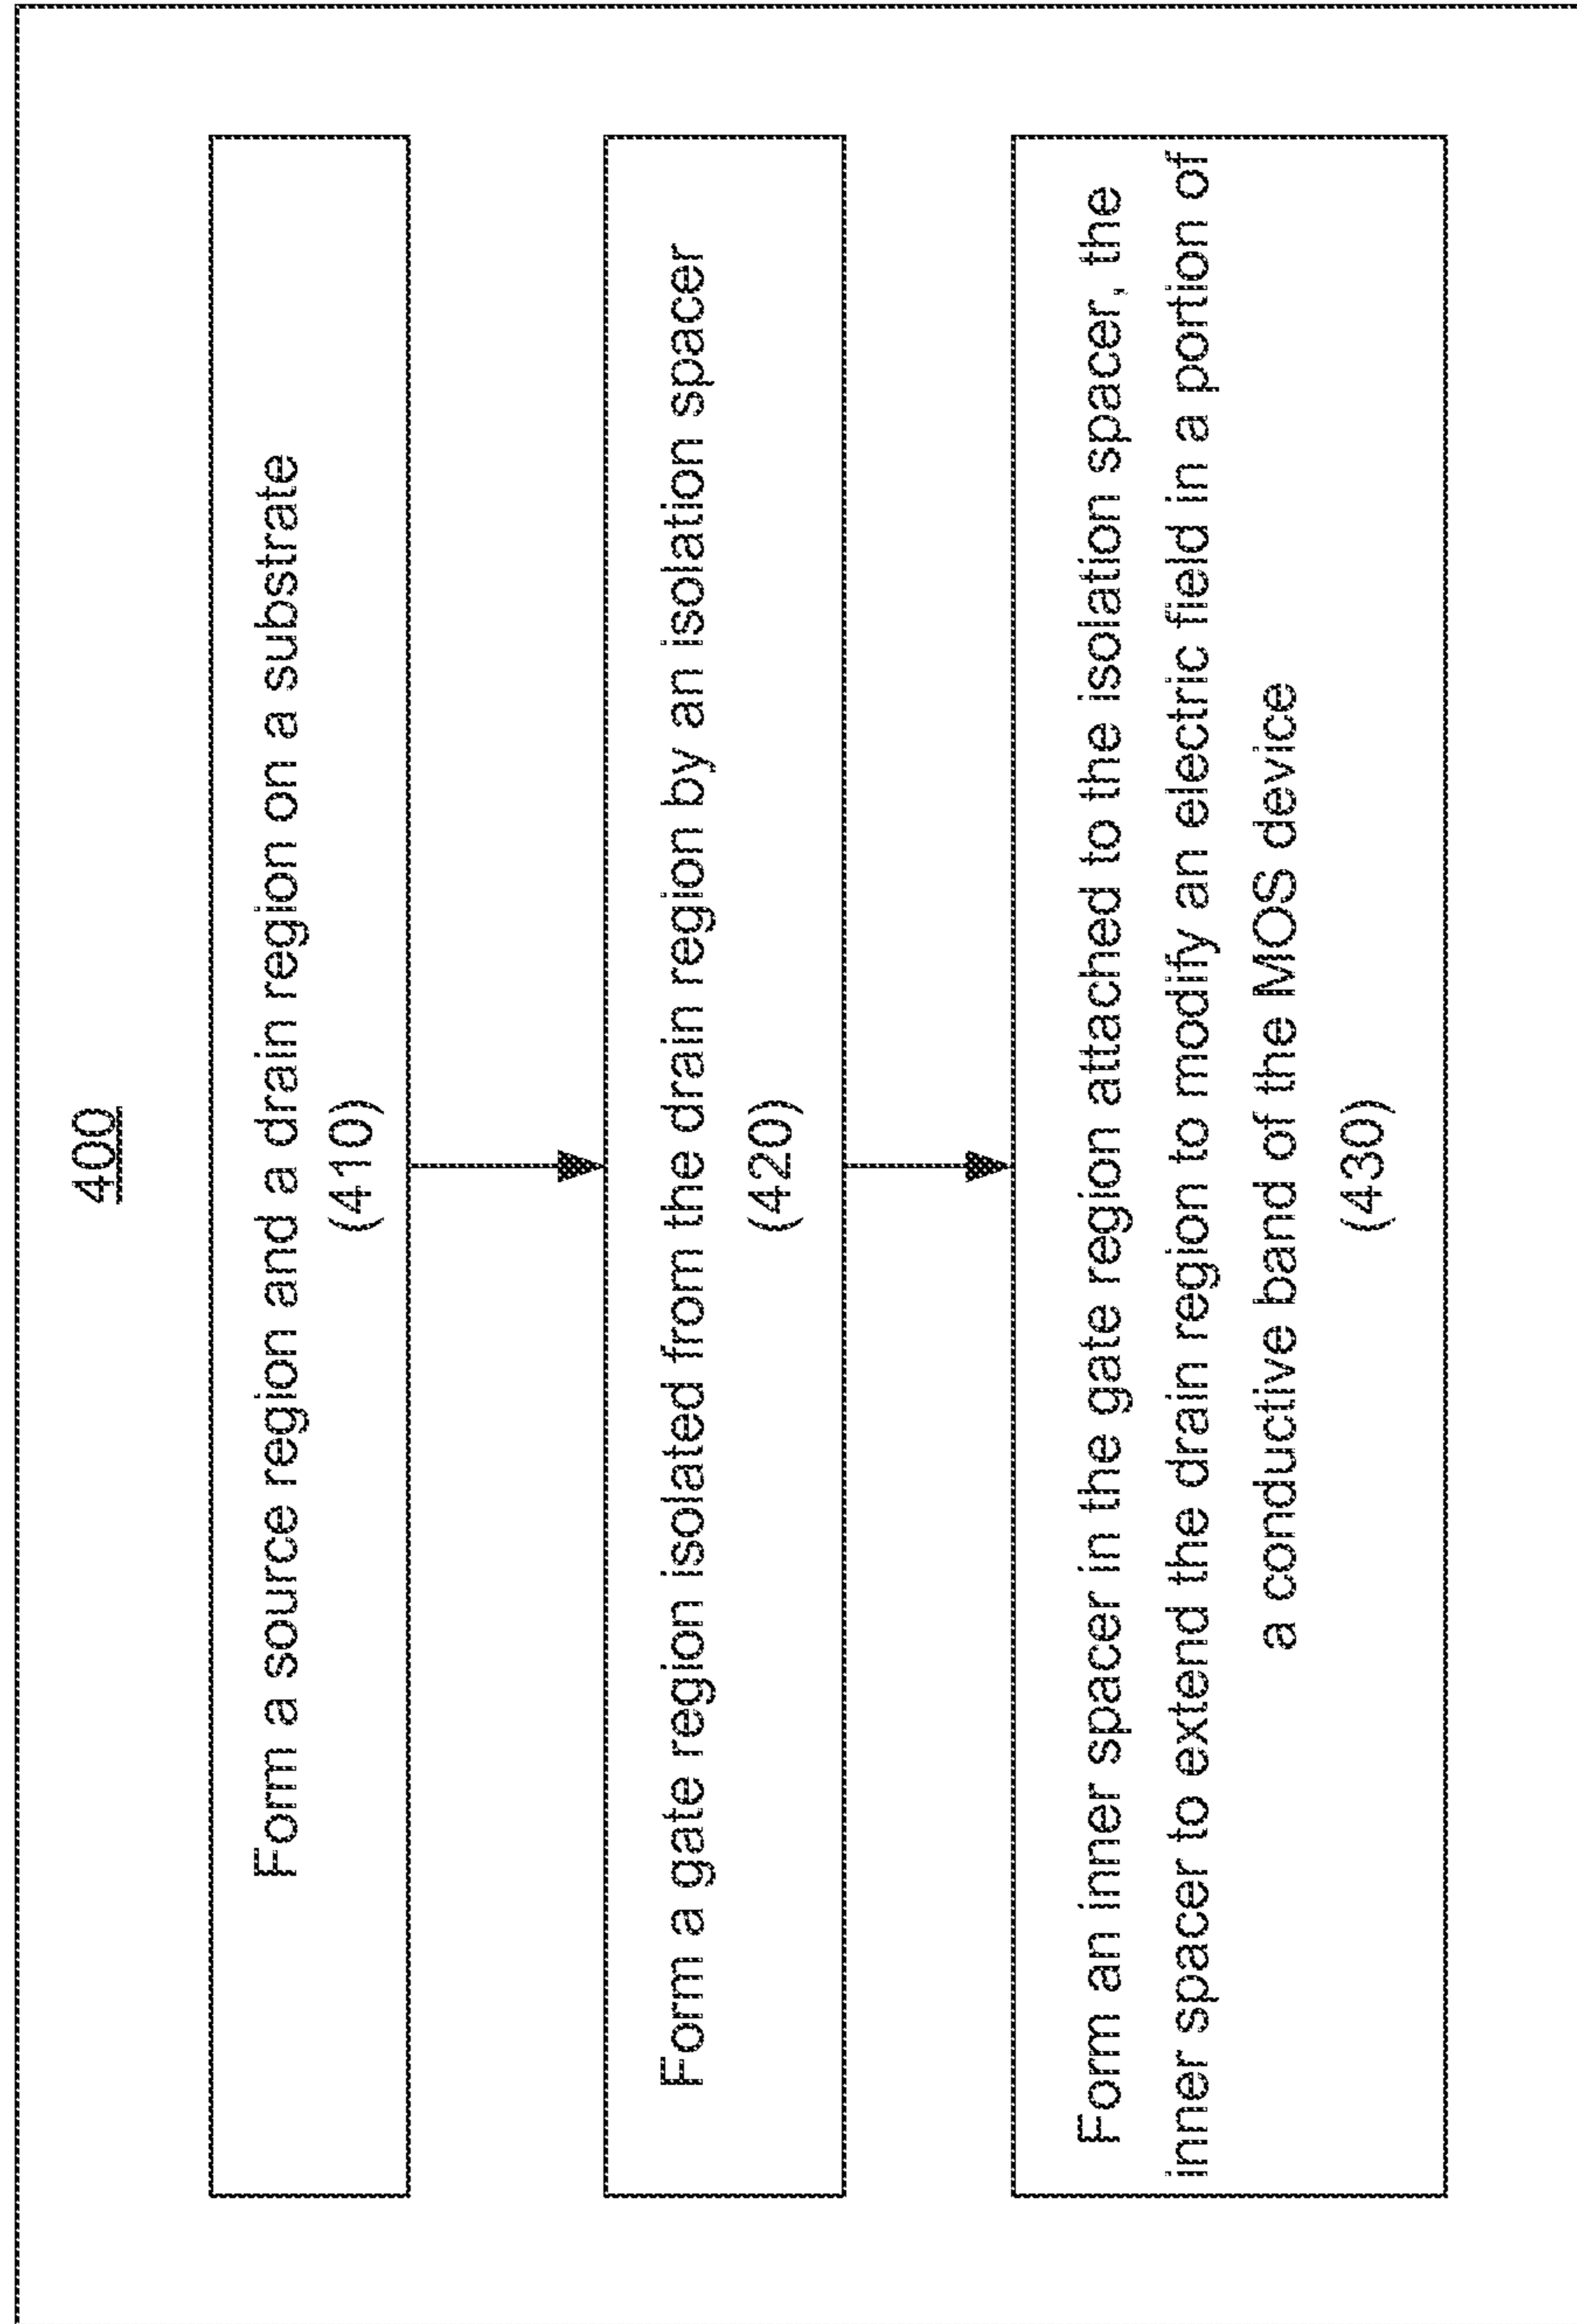 400
Form a source region and a drain region on a substrate
(410)
Form a gate region isolated from the drain region by an isolation spacer
(420)
Form an inner spacer in the gate region attached to the isolation spacer, the
inner spacer to extend the drain region to modify an electric field in a portion of
a conductive band of the MOS device
(430)